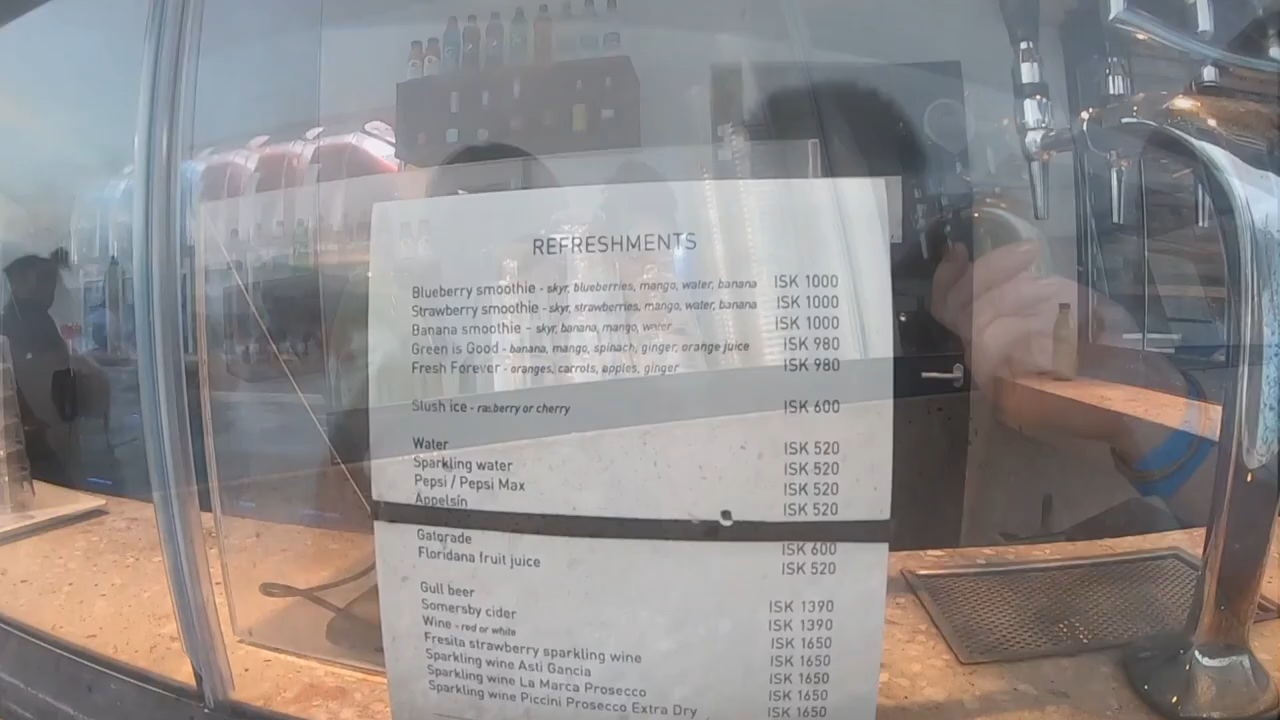 REFRESHMENTS
Blueberry smoothie - skyr, blueberries, mango, water, banana ISK 1000
Strawberry smoothie - skyr, strawberries, mango, water, banana ISK 1000
Banana smoothie - skyr, banana, mango, water ISK 1000
Green is Good - banana, mango, spinach, ginger, orange juice ISK 980
Fresh Forever - oranges, carrots, apples, ginger ISK 980
Slush ice - rasberry or cherry ISK 600
Water ISK 520
Sparkling water ISK 520
Pepsi / Pepsi Max ISK 520
Appelsín ISK 520
Gatorade ISK 600
Floridana fruit juice ISK 520
Gull beer ISK 1390
Somersby cider ISK 1390
Wine - red or white ISK 1650
Fresita strawberry sparkling wine ISK 1650
Sparkling wine Asti Gancia ISK 1650
Sparkling wine La Marca Prosecco ISK 1650
Sparkling wine Piccini Prosecco Extra Dry ISK 1650